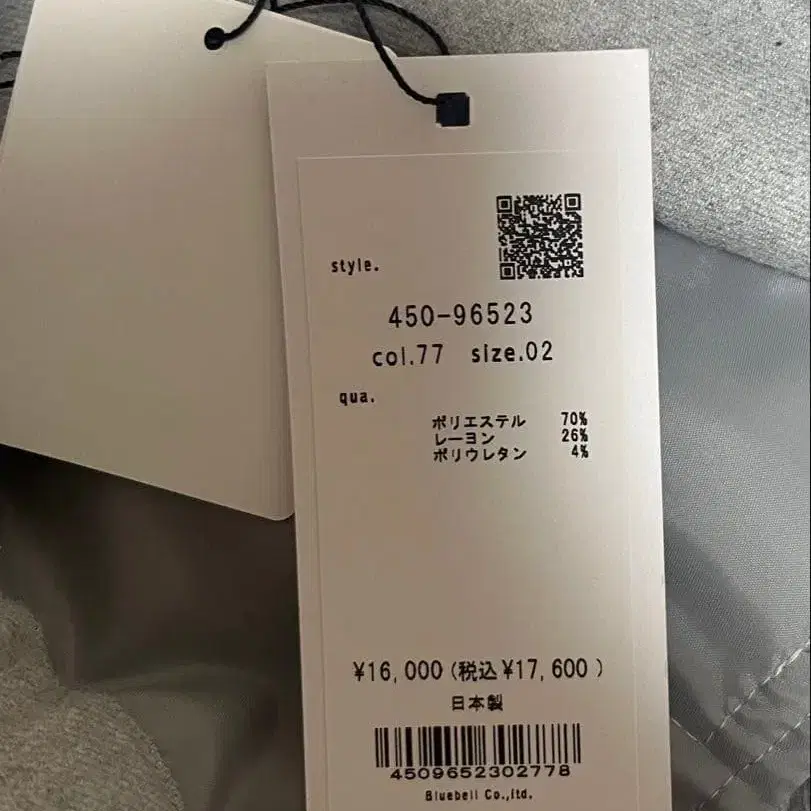 style.
450-96523
col.77 size.02
qua.
ポリエステル 70%
レーヨン 26%
ポリウレタン 4%
¥16,000(税込¥17,600)
日本製
4509652302778
Bluebell Co.,ltd.